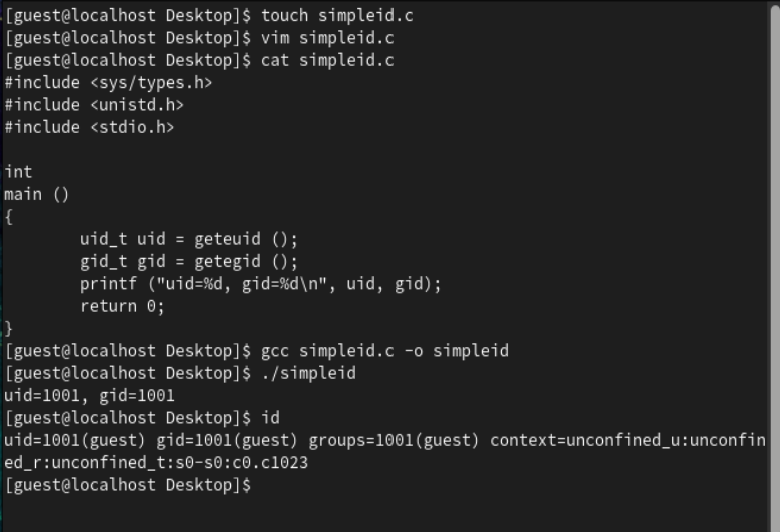 [guest@localhost Desktop]$ touch simpleid.c
[guest@localhost Desktop]$ vim simpleid.c
[guest@localhost Desktop]$ cat simpleid.c
#include <sys/types.h>
#include <unistd.h>
#include <stdio.h>

int
main ()
{
        uid_t uid = geteuid ();
        gid_t gid = getegid ();
        printf ("uid=%d, gid=%d\n", uid, gid);
        return 0;
}
[guest@localhost Desktop]$ gcc simpleid.c -o simpleid
[guest@localhost Desktop]$ ./simpleid
uid=1001, gid=1001
[guest@localhost Desktop]$ id
uid=1001(guest) gid=1001(guest) groups=1001(guest) context=unconfined_u:unconfin
ed_r:unconfined_t:s0-s0:c0.c1023
[guest@localhost Desktop]$